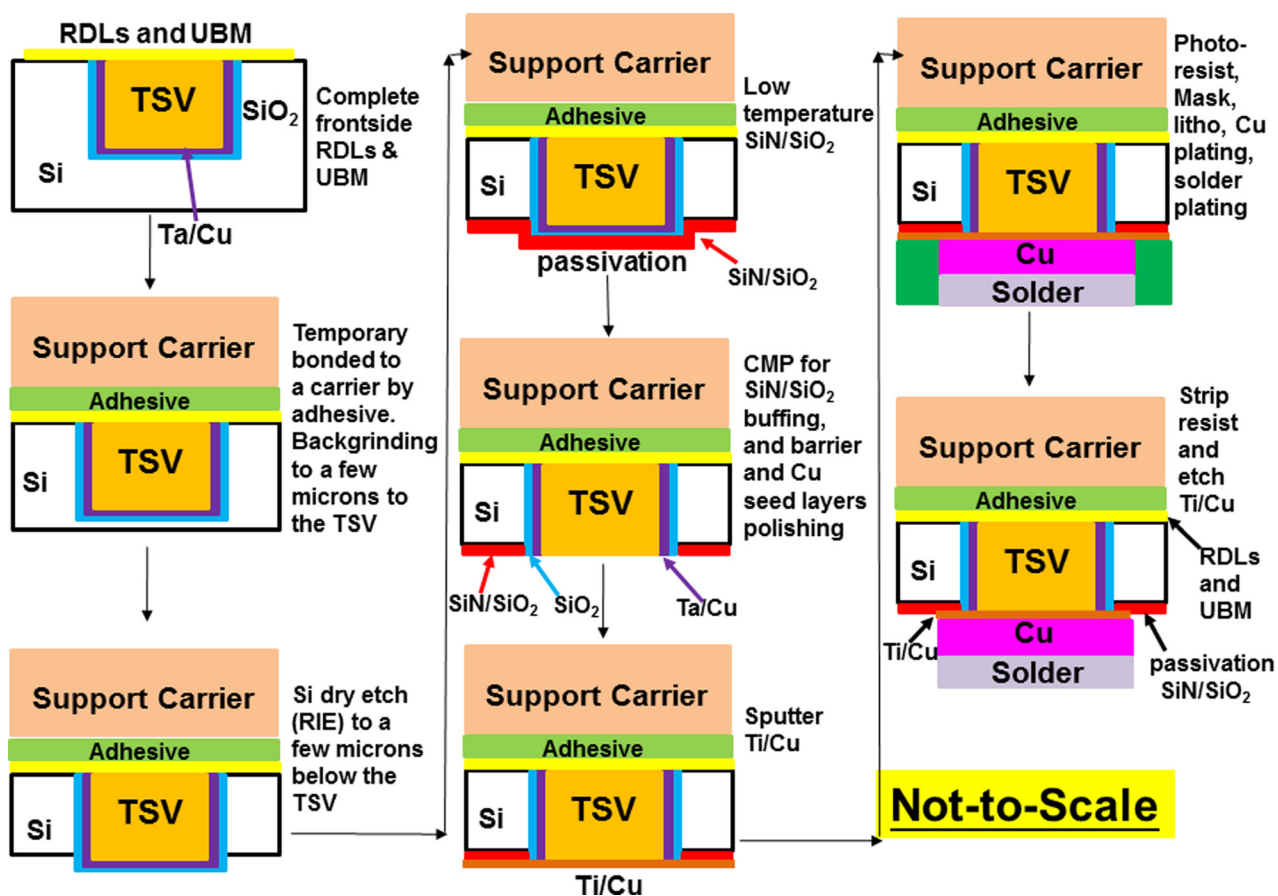 RDLs and UBM
TSV
SiO₂
Si
Ta/Cu
Complete
frontside
RDLs &
UBM
Support Carrier
Adhesive
TSV
Si
Temporary
bonded to
a carrier by
adhesive.
Backgrinding
to a few
microns to
the TSV
Support Carrier
Adhesive
TSV
Si
Si dry etch
(RIE) to a
few microns
below the
TSV
Support Carrier
Adhesive
Si
TSV
passivation
SiN/SiO₂
Low
temperature
SiN/SiO₂
Support Carrier
Adhesive
Si
TSV
SiN/SiO₂
SiO₂
Ta/Cu
CMP for
SiN/SiO₂
buffing,
and barrier
and Cu
seed layers
polishing
Support Carrier
Adhesive
Si
TSV
Ti/Cu
Sputter
Ti/Cu
Support Carrier
Adhesive
Si
TSV
Cu
Solder
Photo-
resist,
Mask,
litho, Cu
plating,
solder
plating
Support Carrier
Adhesive
Si
TSV
Ti/Cu
Cu
Solder
Strip
resist
and
etch
Ti/Cu
RDLs
and
UBM
passivation
SiN/SiO₂
Not-to-Scale